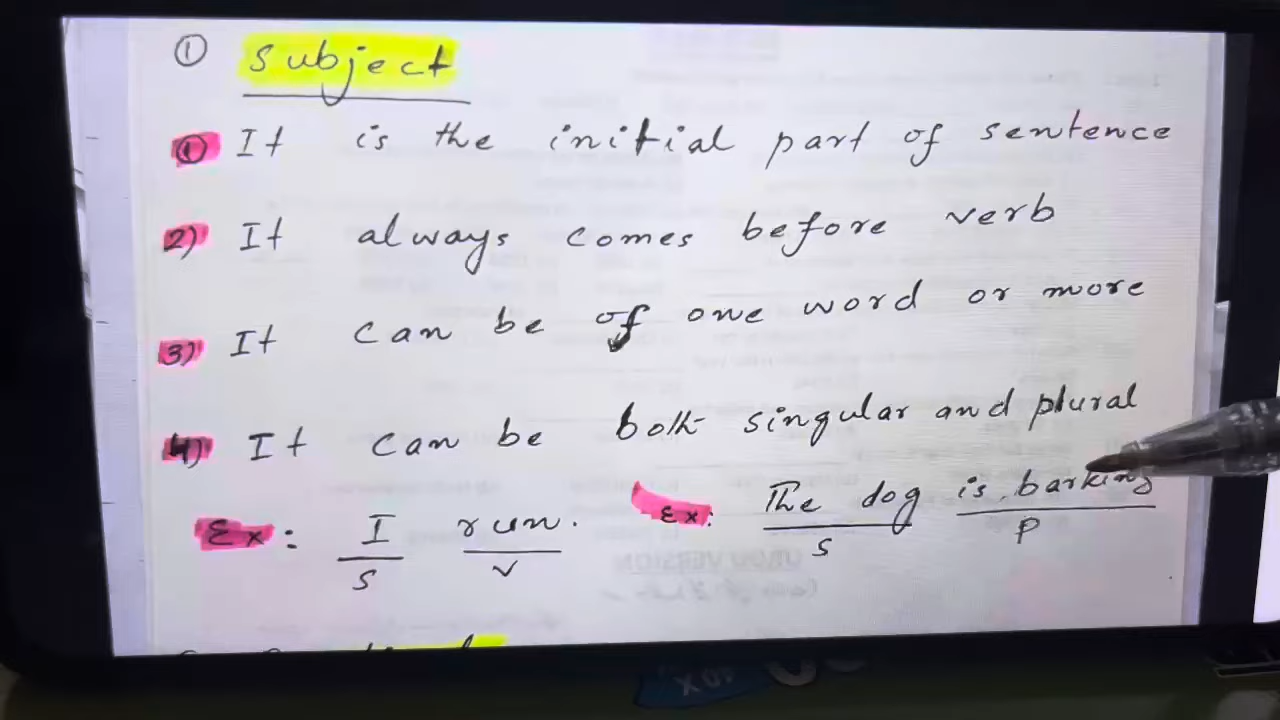 ① Subject
① It is the initial part of sentence
2) It always comes before verb
3) It can be of one word or more
4) It can be both singular and plural
Ex: I run. Ex: The dog is barking
S V S P
URDU VERSION